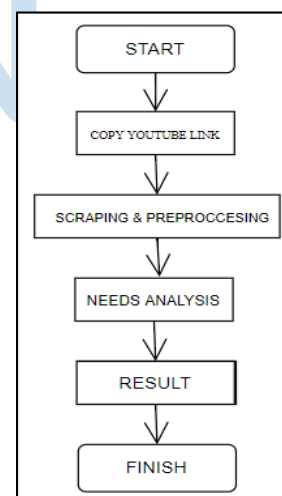 START
COPY YOUTUBE LINK
SCRAPING & PREPROCCESING
NEEDS ANALYSIS
RESULT
FINISH